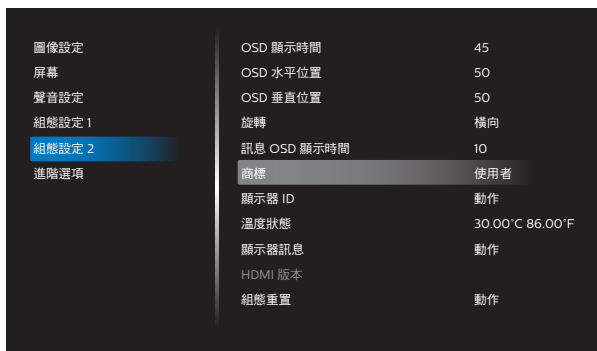 圖像設定
屏幕
聲音設定
組態設定 1
組態設定 2
進階選項
OSD 顯示時間 45
OSD 水平位置 50
OSD 垂直位置 50
旋轉 橫向
訊息 OSD 顯示時間 10
商標 使用者
顯示器 ID 動作
溫度狀態 30.00°C 86.00°F
顯示器訊息 動作
HDMI 版本
組態重置 動作